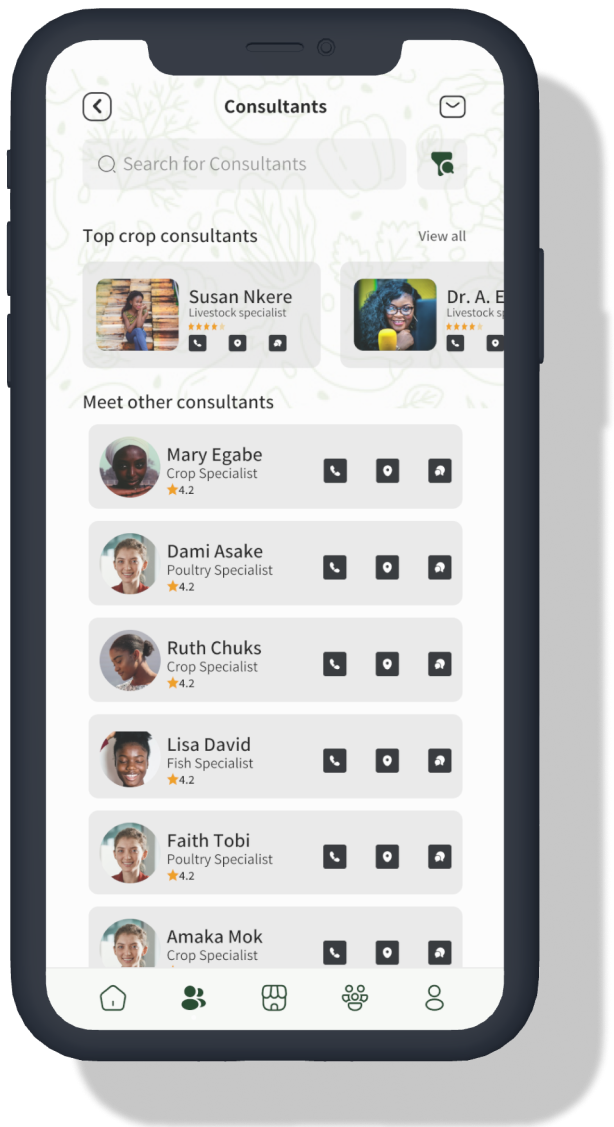 Consultants
Search for Consultants
Top crop consultants
View all
Susan Nkere
Livestock specialist
Dr. A. E
Livestock sp
Meet other consultants
Mary Egabe
Crop Specialist
4.2
Dami Asake
Poultry Specialist
4.2
Ruth Chuks
Crop Specialist
4.2
Lisa David
Fish Specialist
4.2
Faith Tobi
Poultry Specialist
4.2
Amaka Mok
Crop Specialist